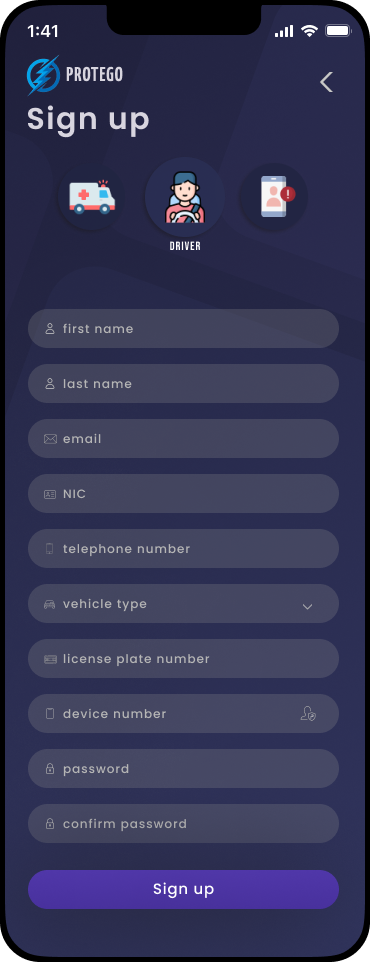 1:41
PROTEGO
Sign up
!
DRIVER
first name
last name
email
NIC
telephone number
vehicle type
license plate number
device number
password
confirm password
Sign up